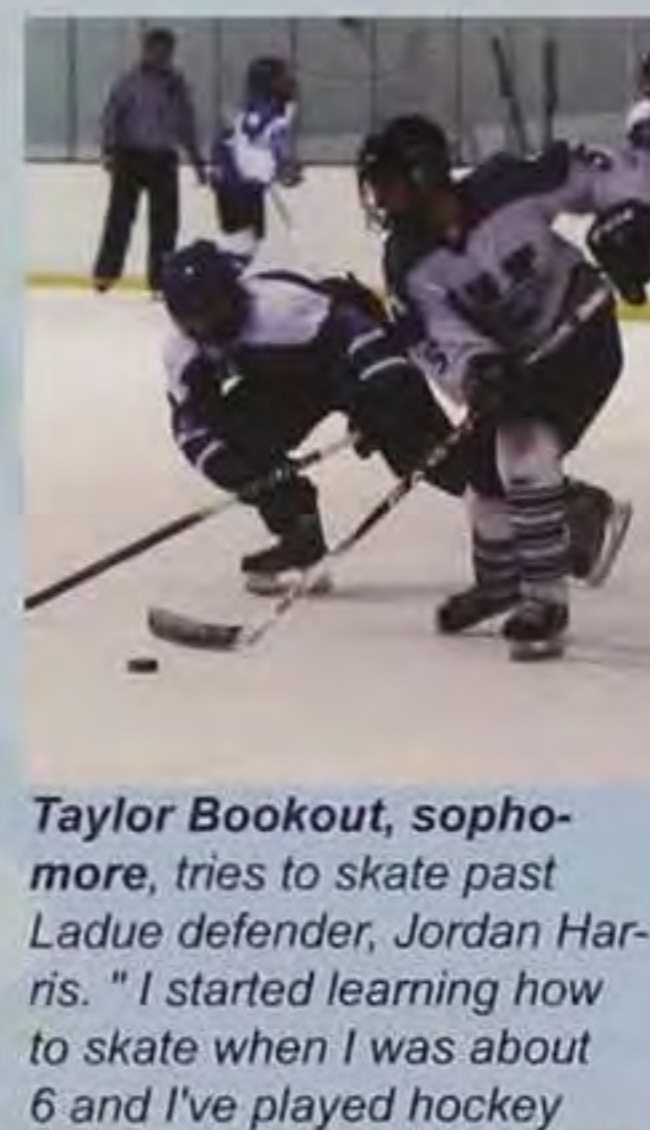 Taylor Bookout, sopho-
more, tries to skate past
Ladue defender, Jordan Har-
ris. " I started learning how
to skate when I was about
6 and I've played hockey